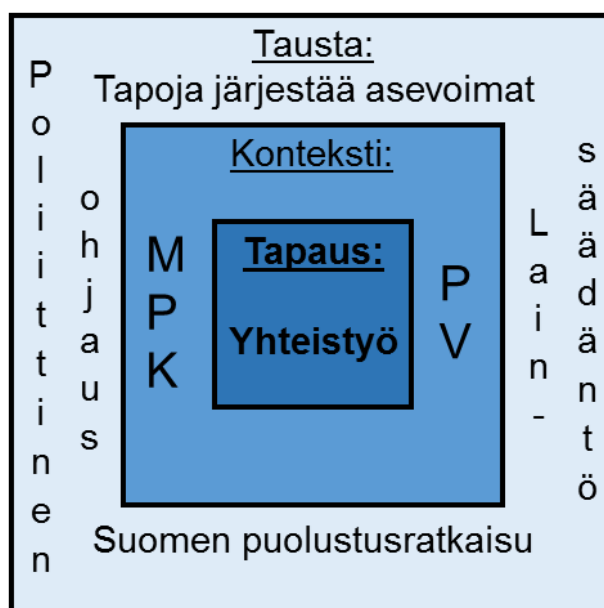 Tausta:
Tapoja järjestää asevoimat
Poliittinen
ohjaus
Konteksti:
MPK
Tapaus:
Yhteistyö
PV
Lain-
säädäntö
Suomen puolustusratkaisu